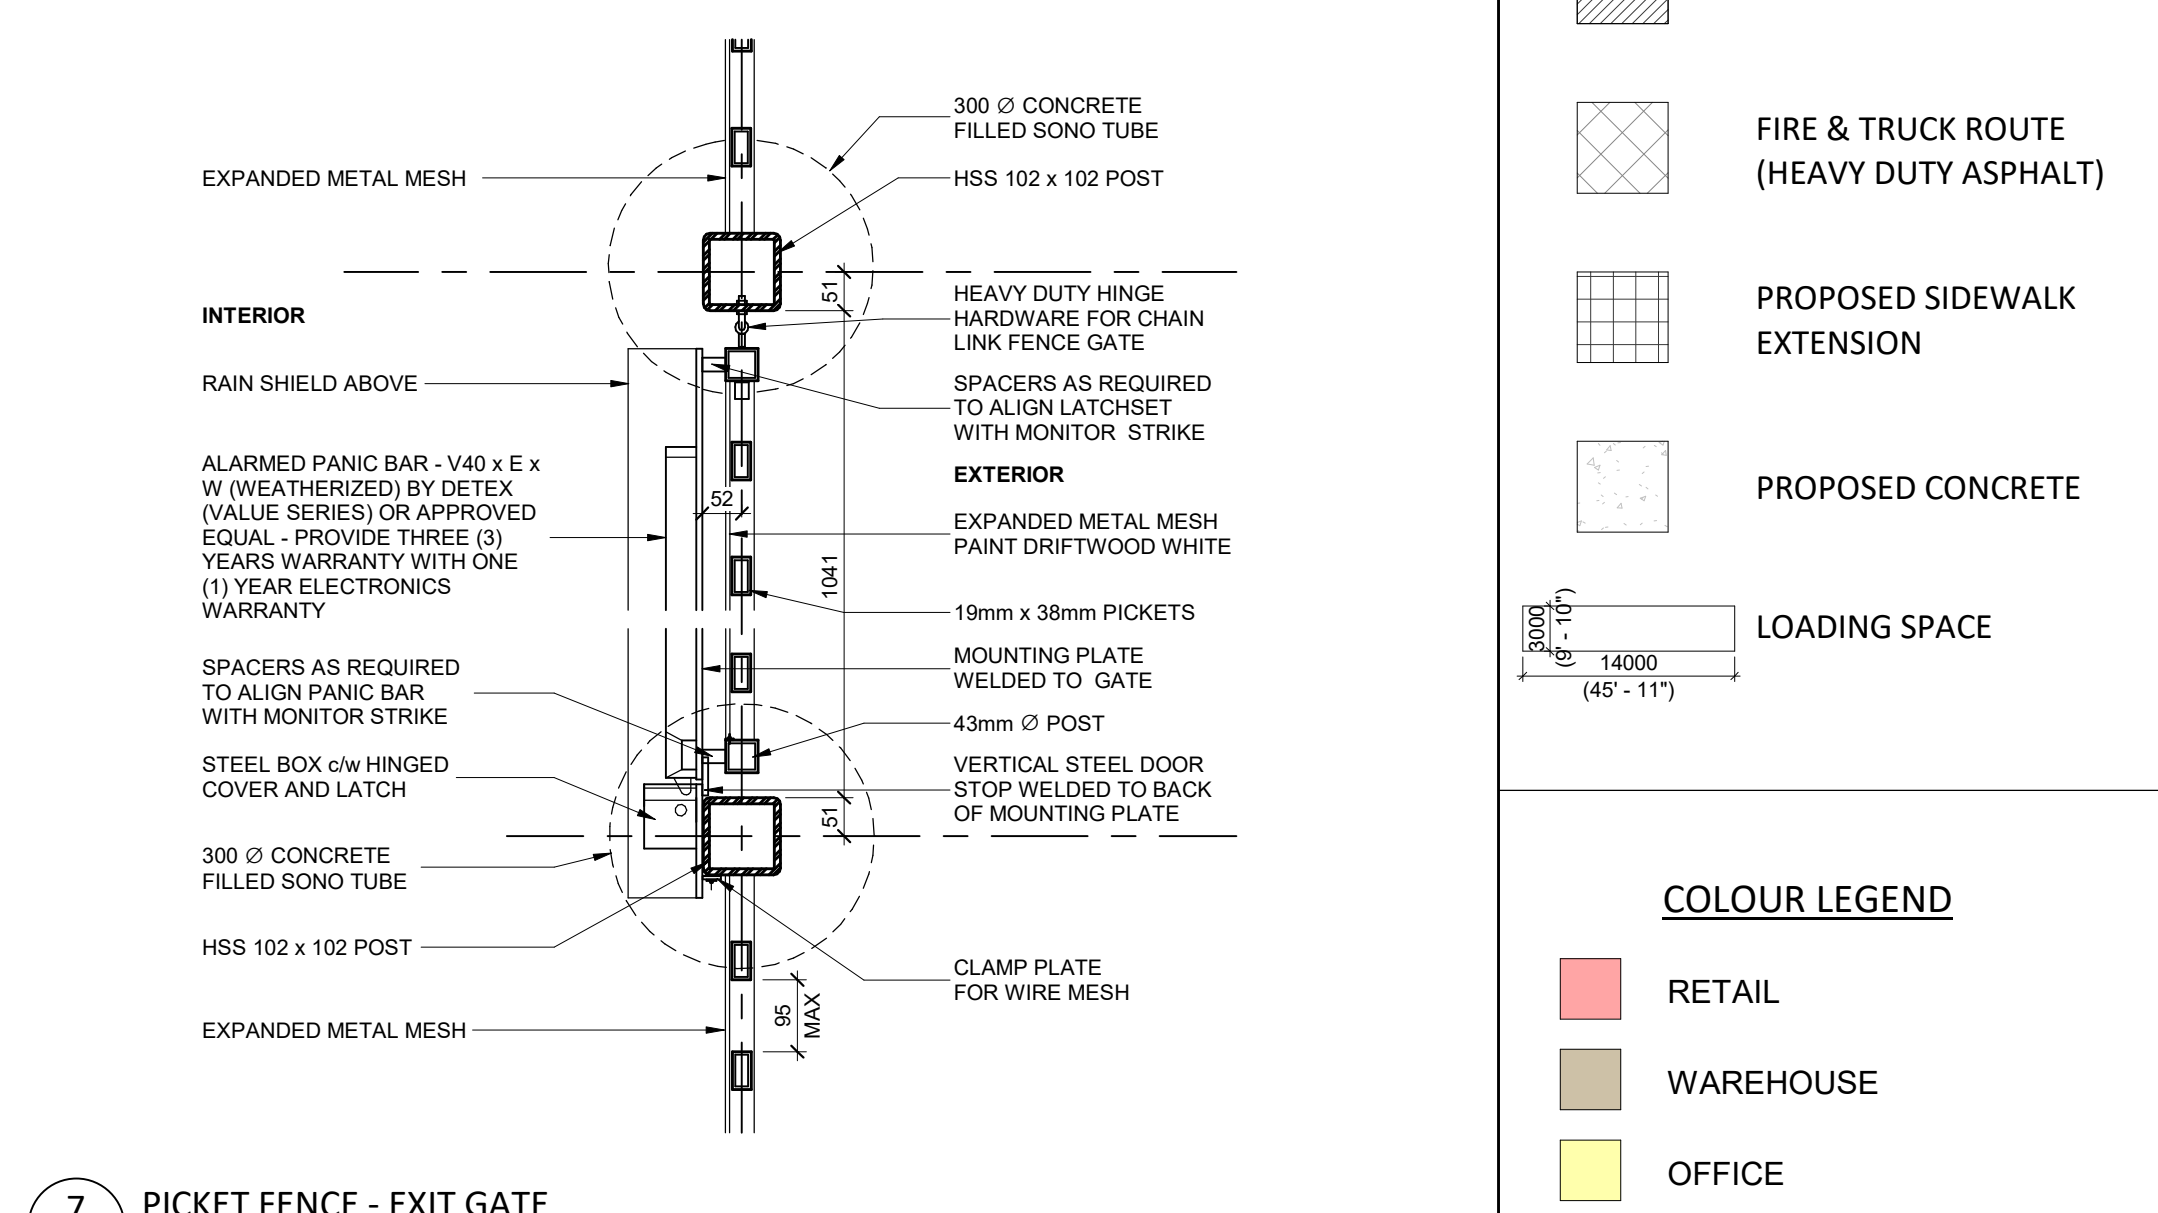 EXPANDED METAL MESH
INTERIOR
RAIN SHIELD ABOVE
ALARMED PANIC BAR - V40 x E x
W (WEATHERIZED) BY DETEX
(VALUE SERIES) OR APPROVED
EQUAL - PROVIDE THREE (3)
YEARS WARRANTY WITH ONE
(1) YEAR ELECTRONICS
WARRANTY
SPACERS AS REQUIRED
TO ALIGN PANIC BAR
WITH MONITOR STRIKE
STEEL BOX c/w HINGED
COVER AND LATCH
300 Ø CONCRETE
FILLED SONO TUBE
HSS 102 x 102 POST
EXPANDED METAL MESH
51
52
1041
51
95
MAX
300 Ø CONCRETE
FILLED SONO TUBE
HSS 102 x 102 POST
HEAVY DUTY HINGE
HARDWARE FOR CHAIN
LINK FENCE GATE
SPACERS AS REQUIRED
TO ALIGN LATCHSET
WITH MONITOR STRIKE
EXTERIOR
EXPANDED METAL MESH
PAINT DRIFTWOOD WHITE
19mm x 38mm PICKETS
MOUNTING PLATE
WELDED TO GATE
43mm Ø POST
VERTICAL STEEL DOOR
STOP WELDED TO BACK
OF MOUNTING PLATE
CLAMP PLATE
FOR WIRE MESH
7
PICKET FENCE - EXIT GATE
FIRE & TRUCK ROUTE
(HEAVY DUTY ASPHALT)
PROPOSED SIDEWALK
EXTENSION
PROPOSED CONCRETE
3000
(9' - 10")
14000
(45' - 11")
LOADING SPACE
COLOUR LEGEND
RETAIL
WAREHOUSE
OFFICE